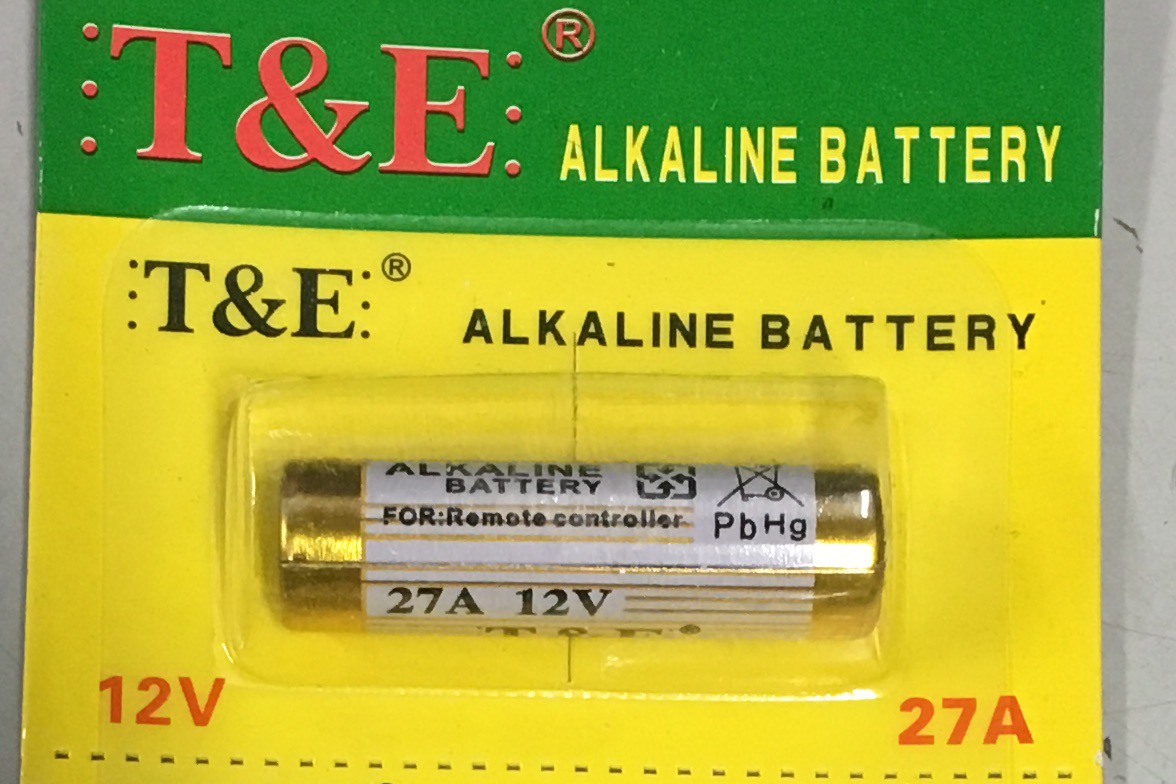 T&E®
ALKALINE BATTERY
T&E®
ALKALINE BATTERY
ALKALINE
BATTERY
FOR:Remote controller
Pb Hg
27A 12V
T&E®
12V
27A